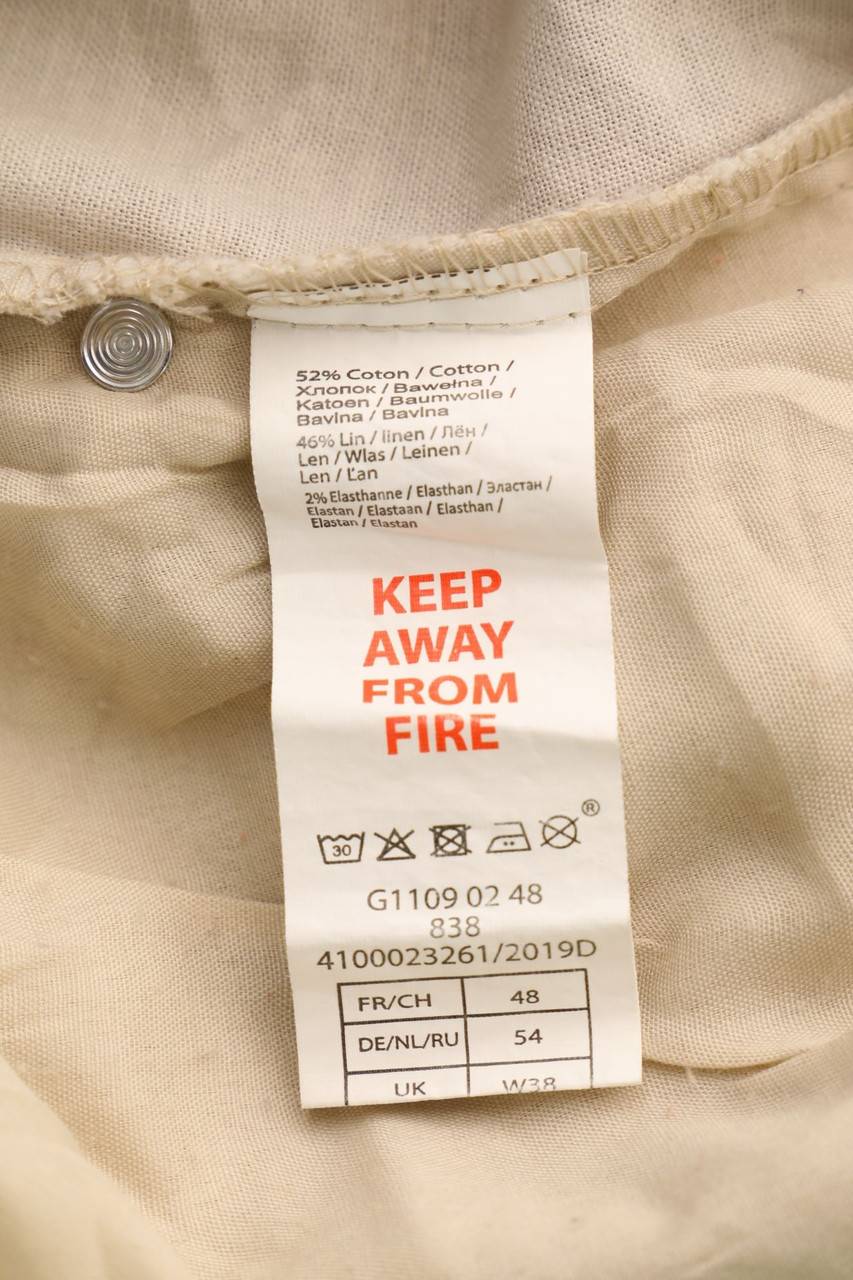 52% Coton / Cotton /
Хлопок / Bawełna /
Katoen / Baumwolle /
Bavlna / Bavlna
46% Lin / linen / Лён /
Len / Wlas / Leinen /
Len / Ľan
2% Elasthanne / Elasthan / Эластан /
Elastan / Elastaan / Elasthan /
Elastan / Elastan
KEEP
AWAY
FROM
FIRE
30 ®
G1109 02 48
838
4100023261/2019D
FR/CH 48
DE/NL/RU 54
UK W38